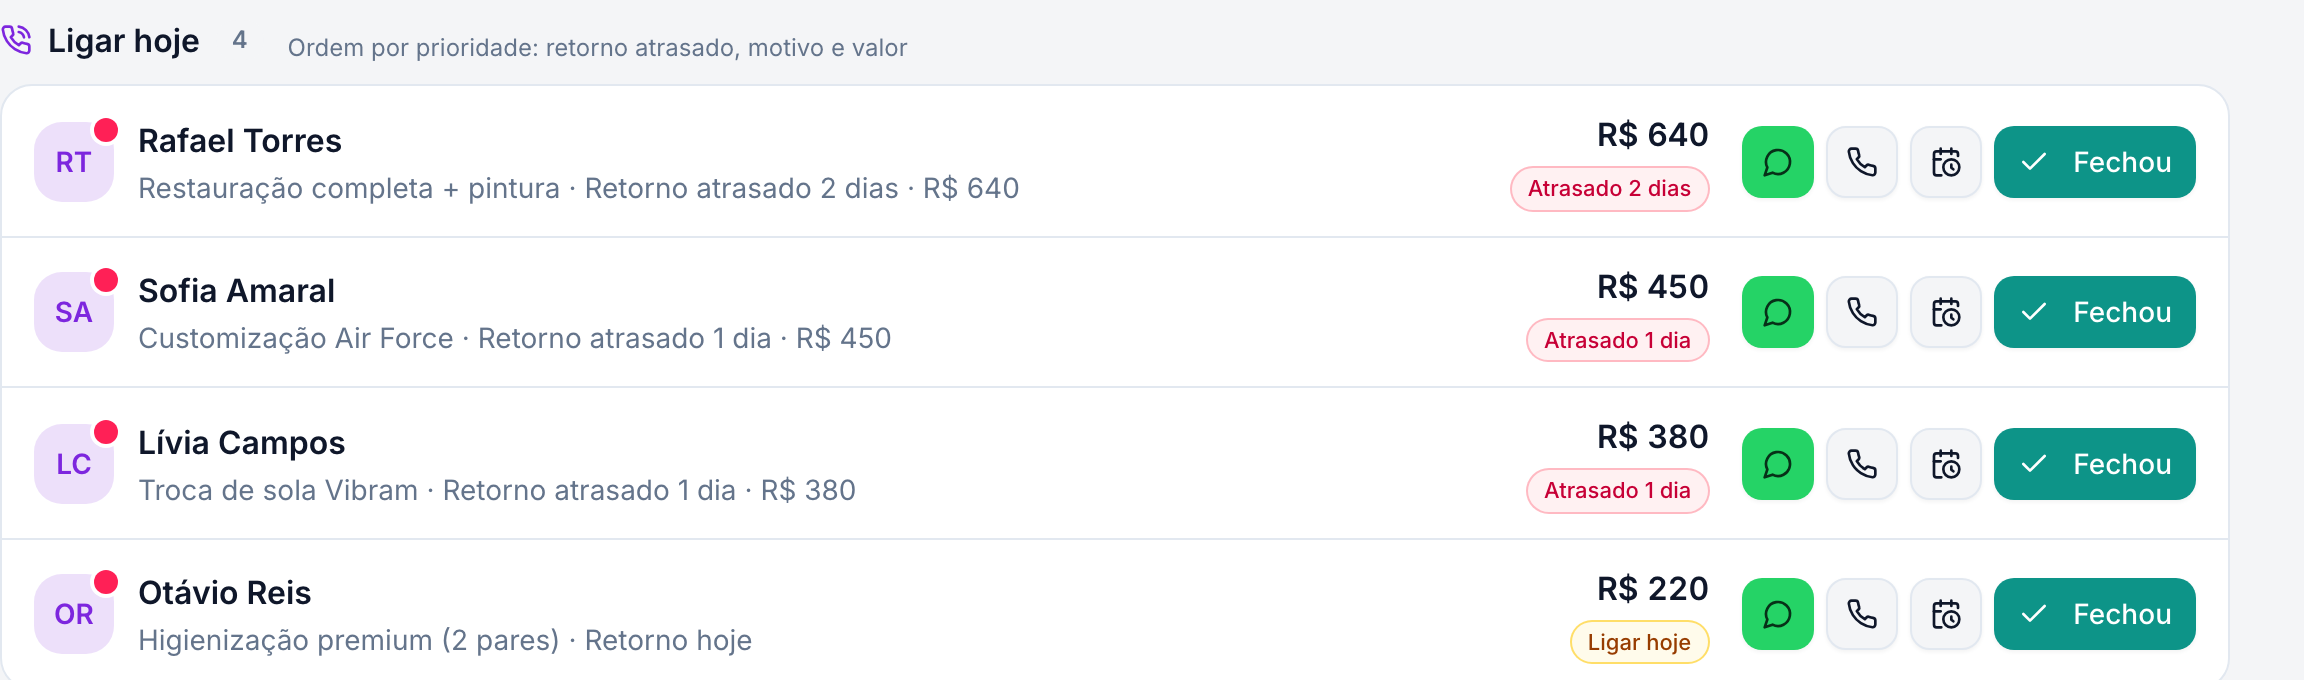 Ligar hoje 4 Ordem por prioridade: retorno atrasado, motivo e valor
RT Rafael Torres R$ 640
Restauração completa + pintura · Retorno atrasado 2 dias · R$ 640 Atrasado 2 dias Fechou
SA Sofia Amaral R$ 450
Customização Air Force · Retorno atrasado 1 dia · R$ 450 Atrasado 1 dia Fechou
LC Lívia Campos R$ 380
Troca de sola Vibram · Retorno atrasado 1 dia · R$ 380 Atrasado 1 dia Fechou
OR Otávio Reis R$ 220
Higienização premium (2 pares) · Retorno hoje Ligar hoje Fechou